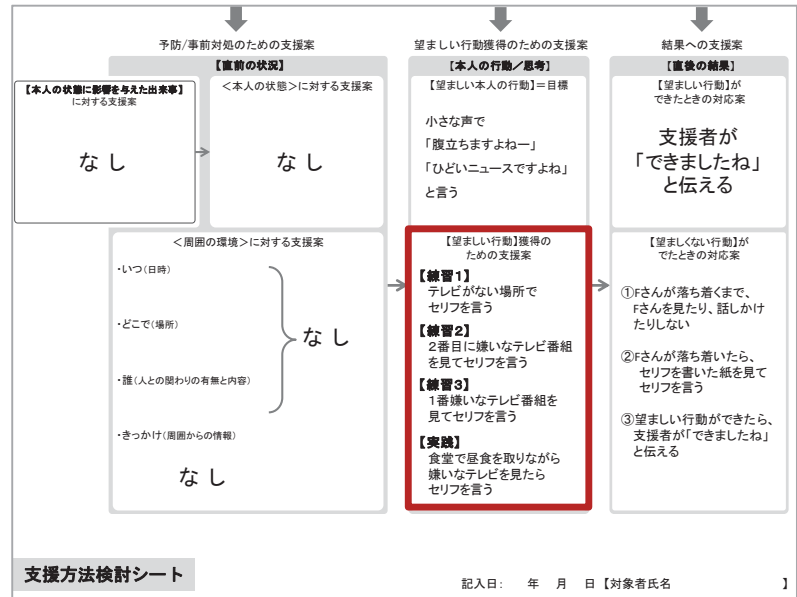 予防/事前対処のための支援案
【直前の状況】
【本人の状態に影響を与えた出来事】
に対する支援案
なし
<本人の状態>に対する支援案
なし
<周囲の環境>に対する支援案
・いつ(日時)
・どこで(場所)
・誰(人との関わりの有無と内容)
なし
・きっかけ(周囲からの情報)
なし
望ましい行動獲得のための支援案
【本人の行動/思考】
【望ましい本人の行動】=目標
小さな声で
「腹立ちますよねー」
「ひどいニュースですよね」
と言う
【望ましい行動】獲得の
ための支援案
【練習1】
テレビがない場所で
セリフを言う
【練習2】
2番目に嫌いなテレビ番組
を見てセリフを言う
【練習3】
1番嫌いなテレビ番組を
見てセリフを言う
【実践】
食堂で昼食を取りながら
嫌いなテレビを見たら
セリフを言う
結果への支援案
【直後の結果】
【望ましい行動】が
できたときの対応案
支援者が
「できましたね」
と伝える
【望ましくない行動】が
でたときの対応案
①Fさんが落ち着くまで、
Fさんを見たり、話しかけ
たりしない
②Fさんが落ち着いたら、
セリフを書いた紙を見て
セリフを言う
③望ましい行動ができたら、
支援者が「できましたね」
と伝える
支援方法検討シート
記入日: 年 月 日【対象者氏名 】